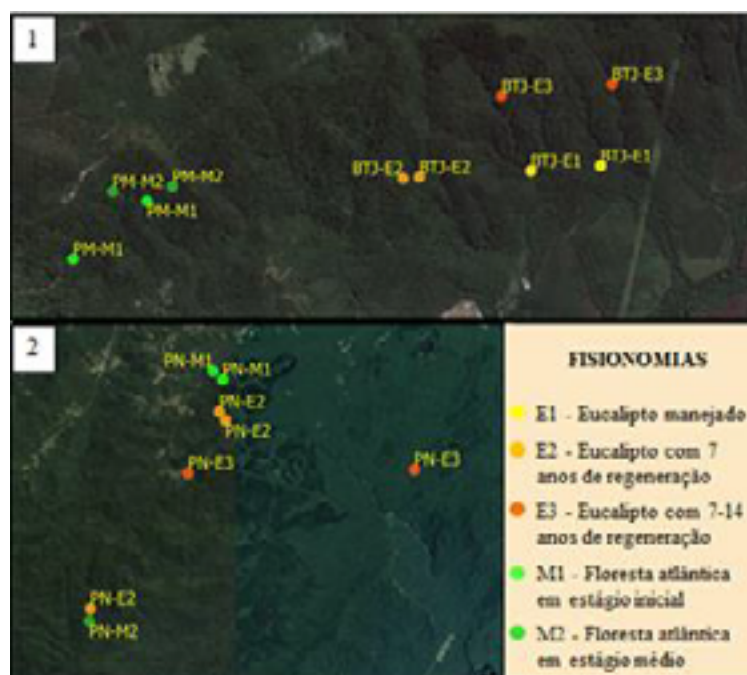 1
BTJ-E3
BTJ-E3
PM-M2
PM-M2
BTJ-E2
BTJ-E2
BTJ-E1
BTJ-E1
PM-M1
PM-M1
2
PN-M1
PN-M1
PN-E2
PN-E2
PN-E3
PN-E3
PN-E2
PN-M2
FISIONOMIAS
E1 - Eucalipto manejado
E2 - Eucalipto com 7
anos de regeneração
E3 - Eucalipto com 7-14
anos de regeneração
M1 - Floresta atlântica
em estágio inicial
M2 - Floresta atlântica
em estágio médio